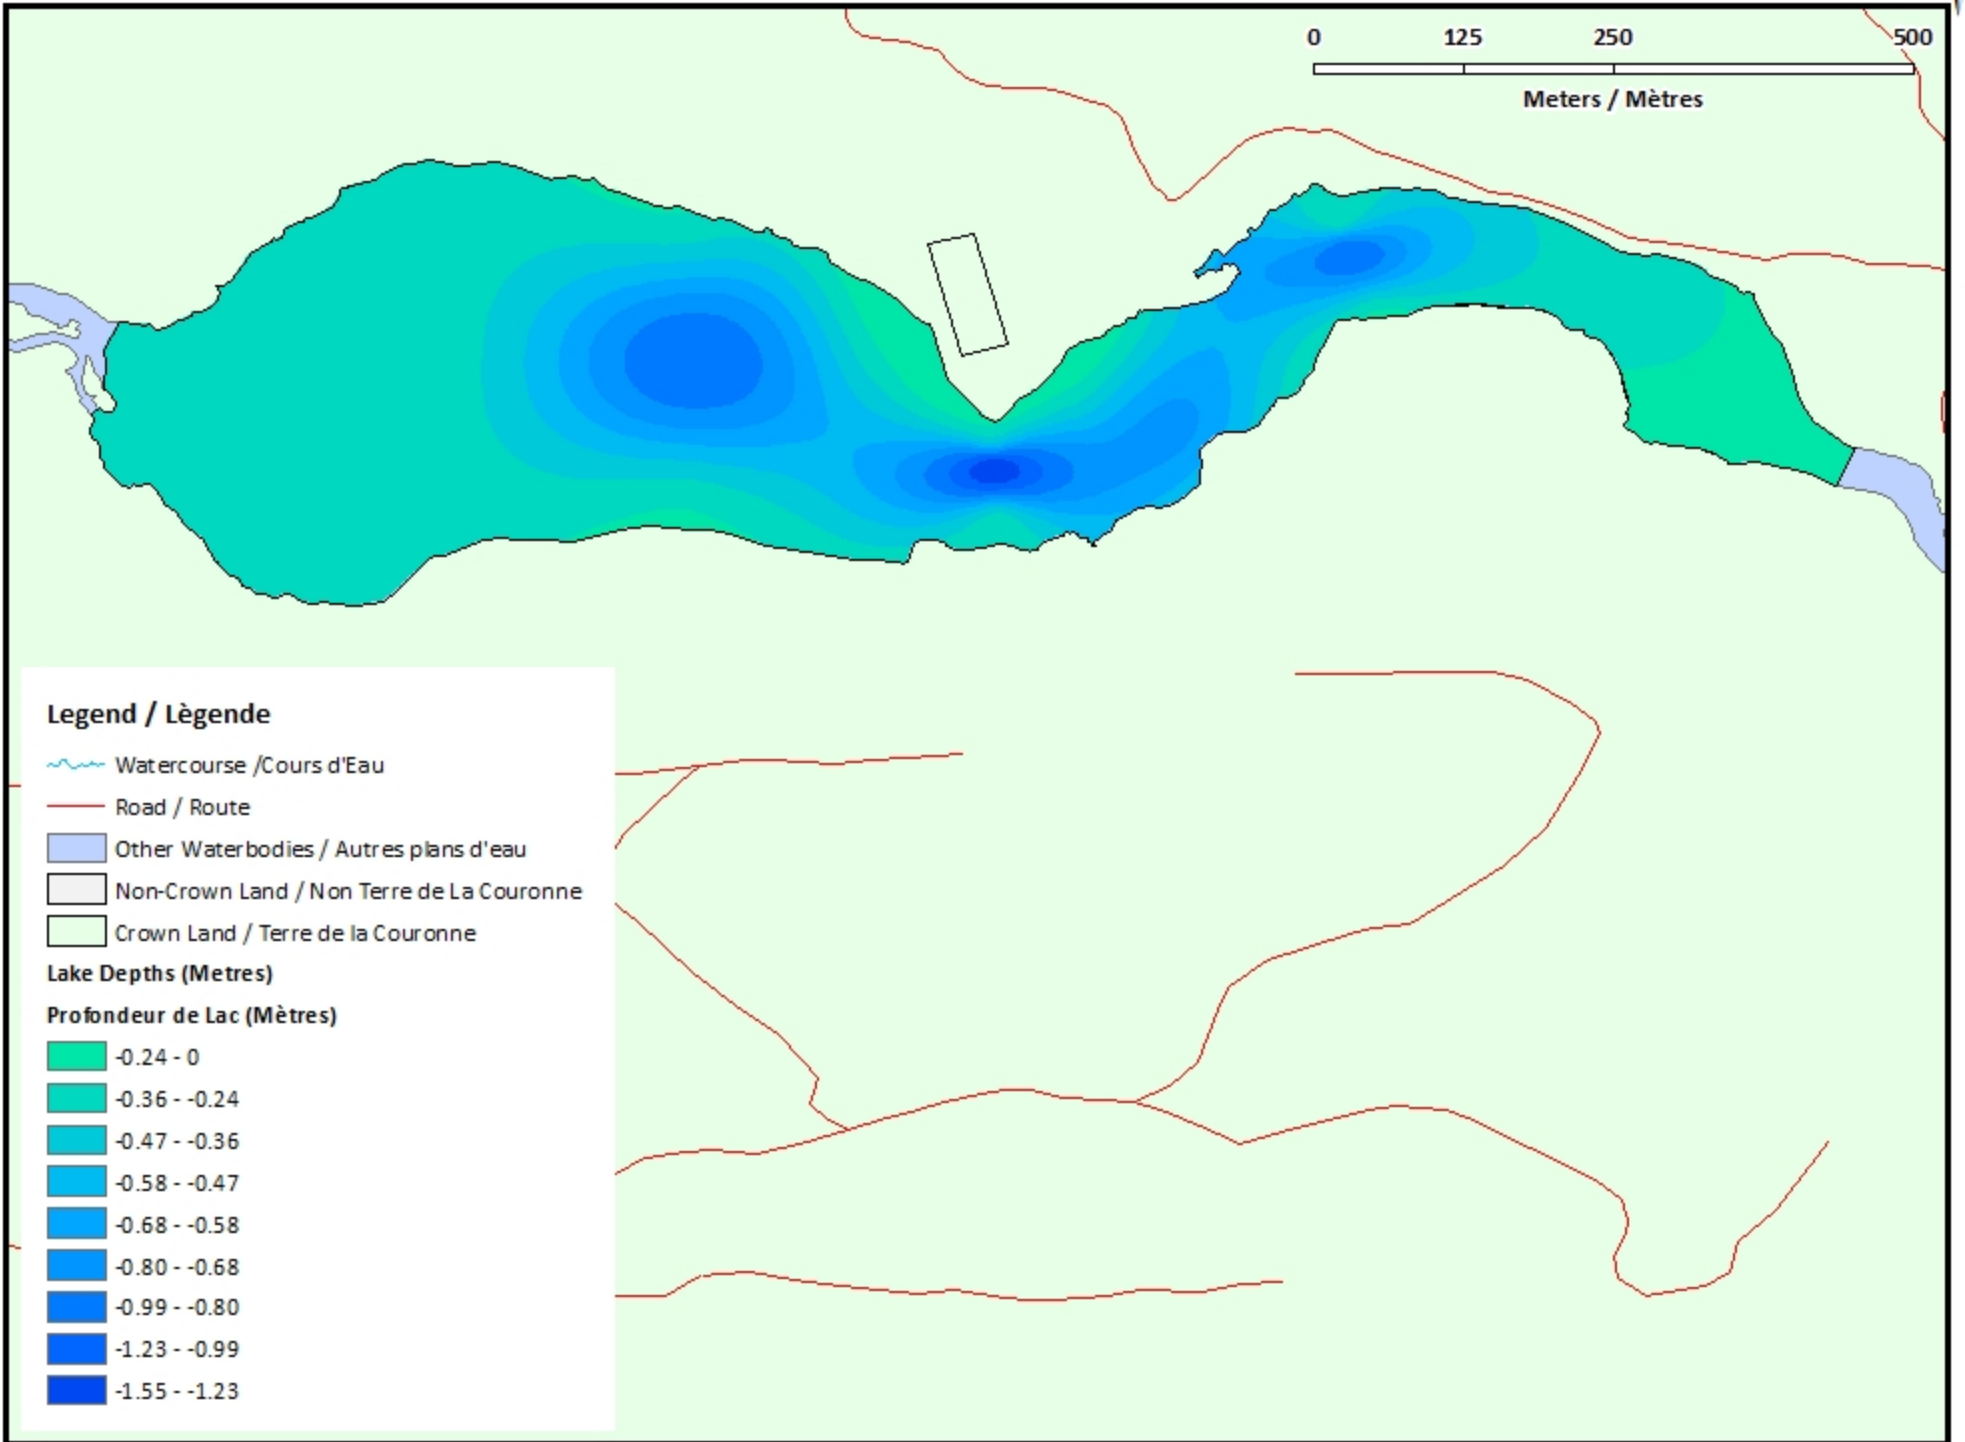 0 125 250 500
Meters / Mètres
Legend / Lègende
Watercourse /Cours d'Eau
Road / Route
Other Waterbodies / Autres plans d'eau
Non-Crown Land / Non Terre de La Couronne
Crown Land / Terre de la Couronne
Lake Depths (Metres)
Profondeur de Lac (Mètres)
-0.24 - 0
-0.36 - -0.24
-0.47 - -0.36
-0.58 - -0.47
-0.68 - -0.58
-0.80 - -0.68
-0.99 - -0.80
-1.23 - -0.99
-1.55 - -1.23